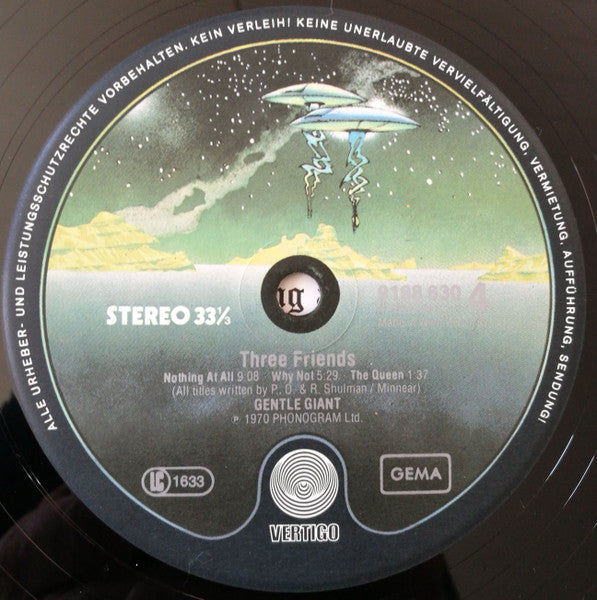 ALLE URHEBER- UND LEISTUNGSSCHUTZRECHTE VORBEHALTEN. KEIN VERLEIH! KEINE UNERLAUBTE VERVIELFÄLTIGUNG, VERMIETUNG, AUFFÜHRUNG, SENDUNG!
STEREO 33⅓
Three Friends
Nothing At All 9:08 · Why Not 5:29 · The Queen 1:37
(All titles written by P., D. & R. Shulman / Minnear)
GENTLE GIANT
℗ 1970 PHONOGRAM Ltd.
LC 1633
GEMA
VERTIGO